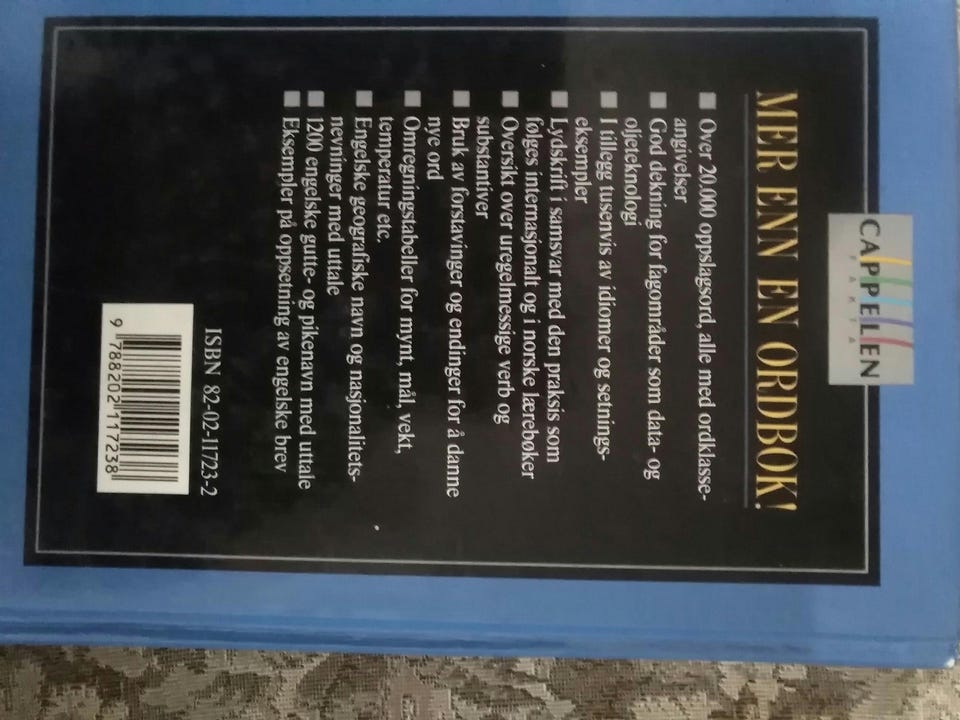 CAPPELEN
FAKTA
MER ENN EN ORDBOK!
■ Over 20.000 oppslagsord, alle med ordklasse-
angivelser
■ God dekning for fagområder som data- og
oljeteknologi
■ I tillegg tusenvis av idiomer og setnings-
eksempler
■ Lydskrift i samsvar med den praksis som
følges internasjonalt og i norske lærebøker
■ Oversikt over uregelmessige verb og
substantiver
■ Bruk av forstavinger og endinger for å danne
nye ord
■ Omregningstabeller for mynt, mål, vekt,
temperatur etc.
■ Engelske geografiske navn og nasjonalitets-
nevninger med uttale
■ 1200 engelske gutte- og pikenavn med uttale
■ Eksempler på oppsetning av engelske brev
ISBN 82-02-11723-2
9 788202 117238